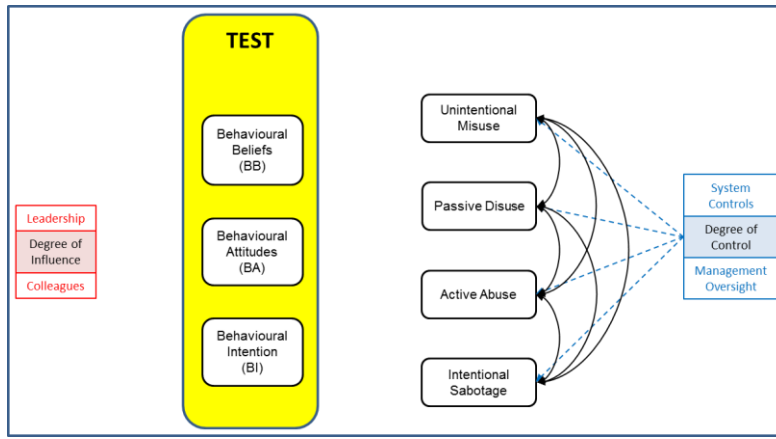 TEST
Behavioural
Beliefs
(BB)
Behavioural
Attitudes
(BA)
Behavioural
Intention
(BI)
Leadership
Degree of
Influence
Colleagues
Unintentional
Misuse
Passive Disuse
Active Abuse
Intentional
Sabotage
System
Controls
Degree of
Control
Management
Oversight